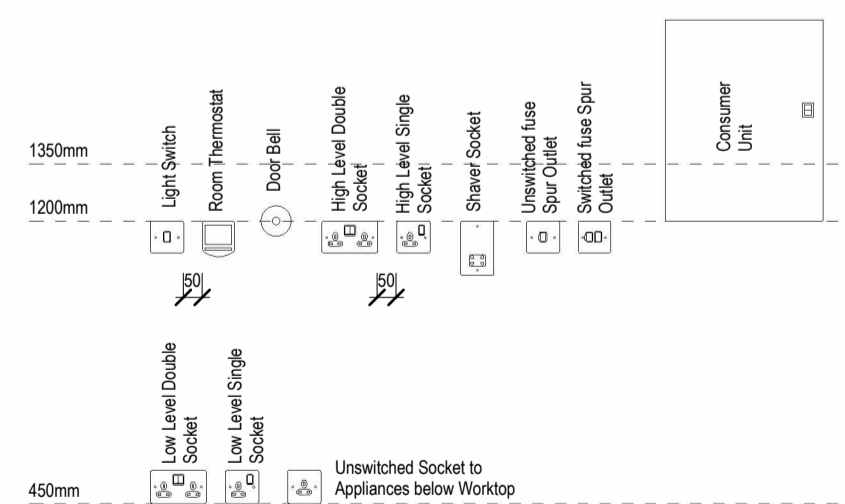 1350mm
1200mm
Light Switch
Room Thermostat
Door Bell
High Level Double
Socket
High Level Single
Socket
Shaver Socket
Unswitched fuse
Spur Outlet
Switched fuse Spur
Outlet
Consumer
Unit
50
50
Low Level Double
Socket
Low Level Single
Socket
Unswitched Socket to
Appliances below Worktop
450mm